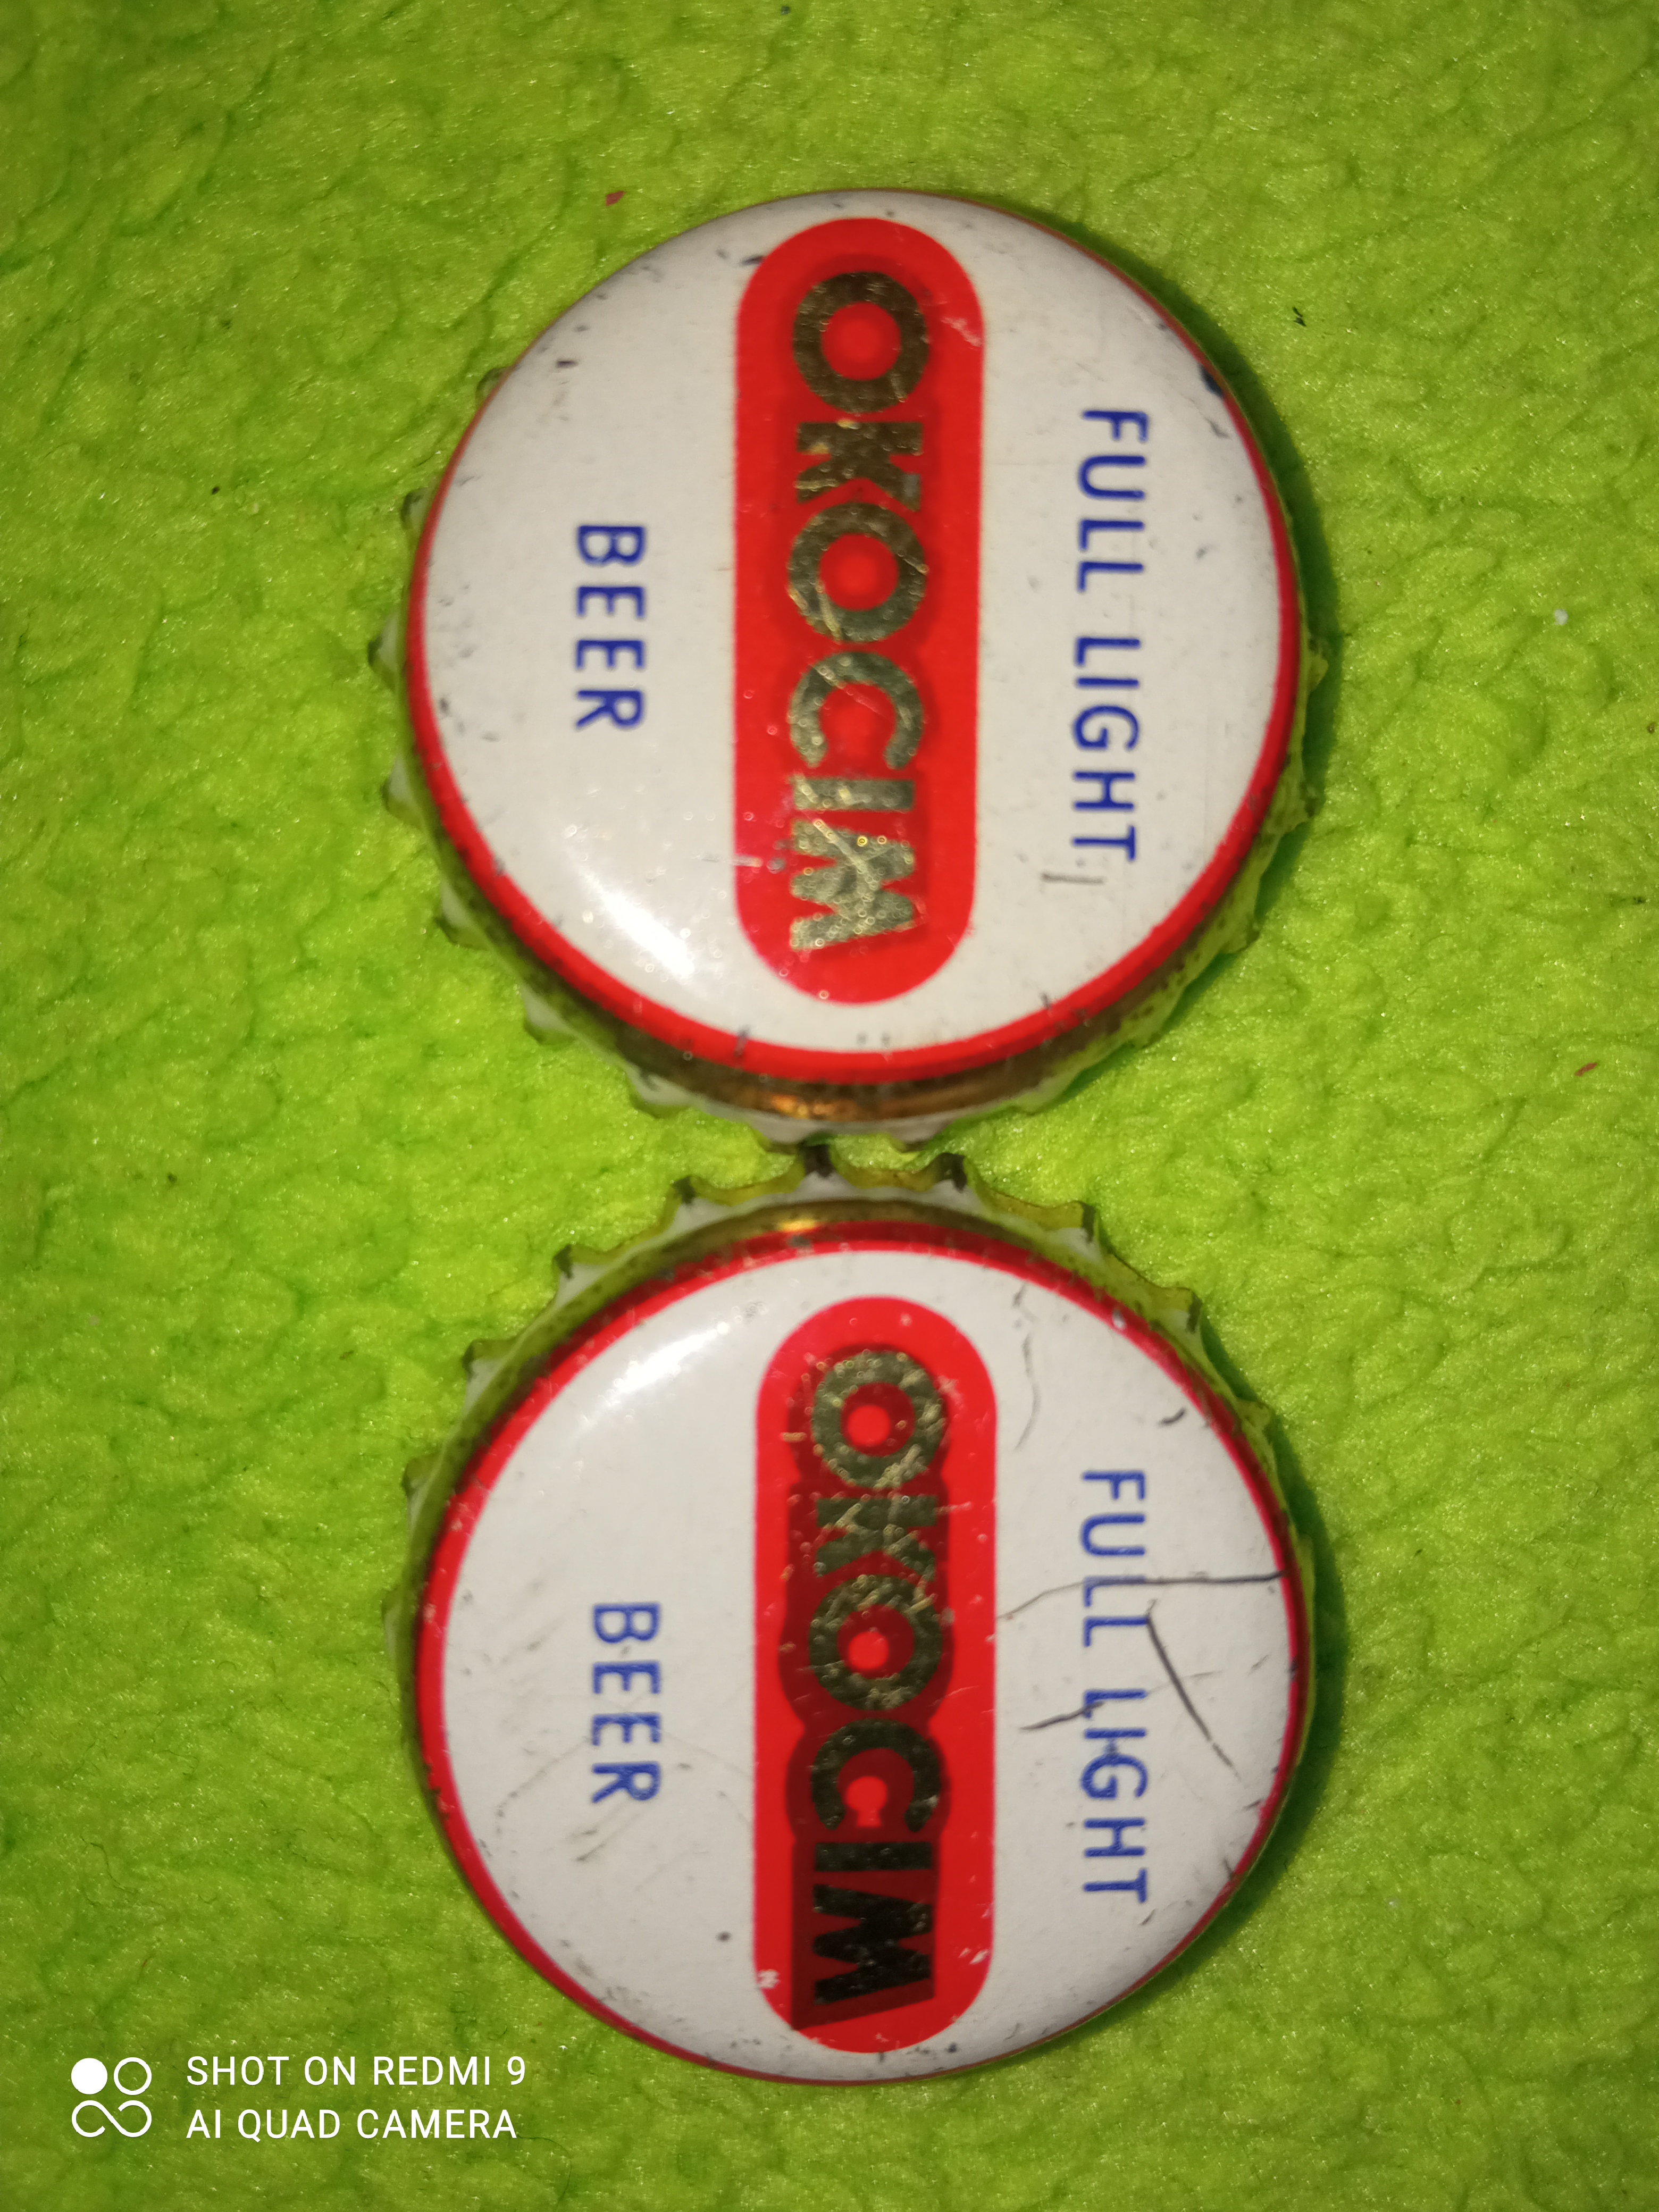 FULL LIGHT
OKOCIM
BEER
FULL LIGHT
OKOCIM
BEER
SHOT ON REDMI 9
AI QUAD CAMERA